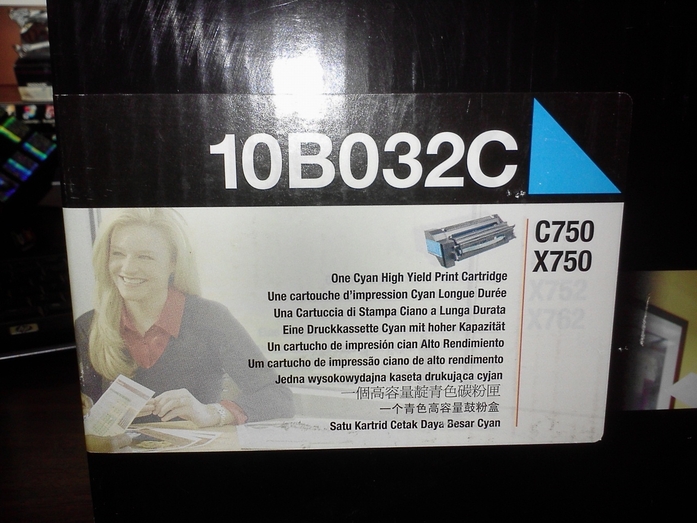 10B032C
C750
X750
X752
X762
One Cyan High Yield Print Cartridge
Une cartouche d'impression Cyan Longue Durée
Una Cartuccia di Stampa Ciano a Lunga Durata
Eine Druckkassette Cyan mit hoher Kapazität
Un cartucho de impresión cian Alto Rendimiento
Um cartucho de impressão ciano de alto rendimento
Jedna wysokowydajna kaseta drukująca cyjan
一個高容量靛青色碳粉匣
一个青色高容量鼓粉盒
Satu Kartrid Cetak Daya Besar Cyan